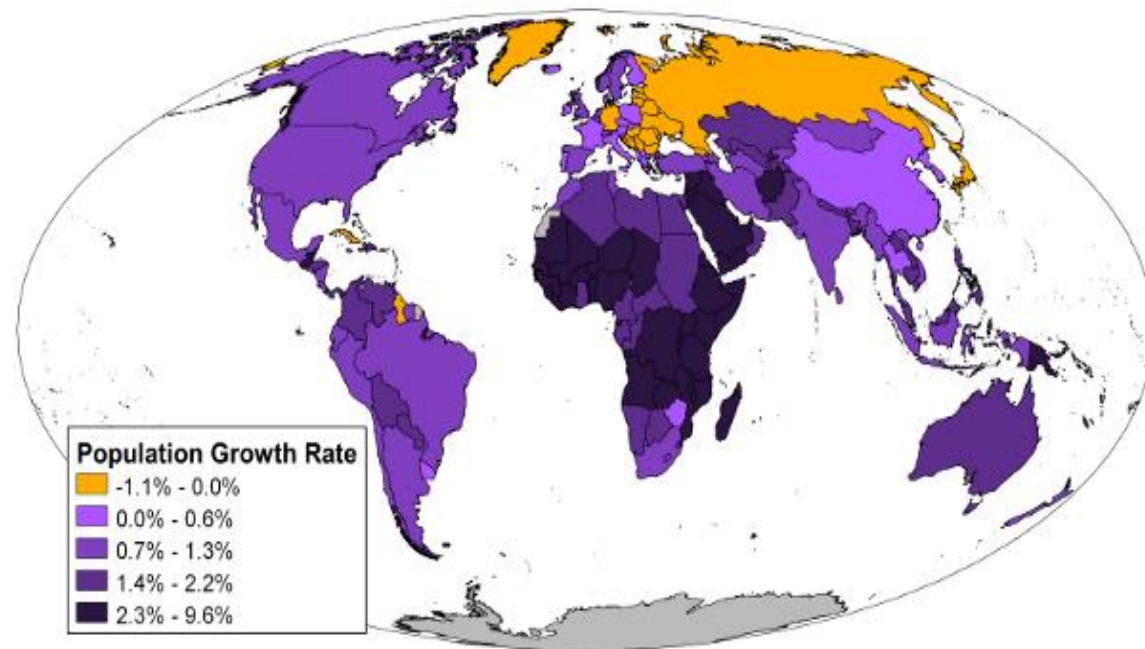 Population Growth Rate
-1.1% - 0.0%
0.0% - 0.6%
0.7% - 1.3%
1.4% - 2.2%
2.3% - 9.6%